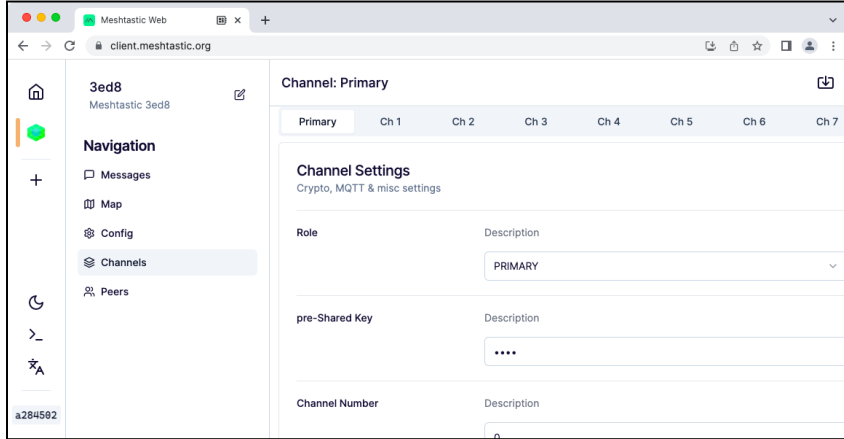 Meshtastic Web
client.meshtastic.org
3ed8
Meshtastic 3ed8
Navigation
Messages
Map
Config
Channels
Peers
a284502
Channel: Primary
Primary Ch 1 Ch 2 Ch 3 Ch 4 Ch 5 Ch 6 Ch 7
Channel Settings
Crypto, MQTT & misc settings
Role
Description
PRIMARY
pre-Shared Key
Description
••••
Channel Number
Description